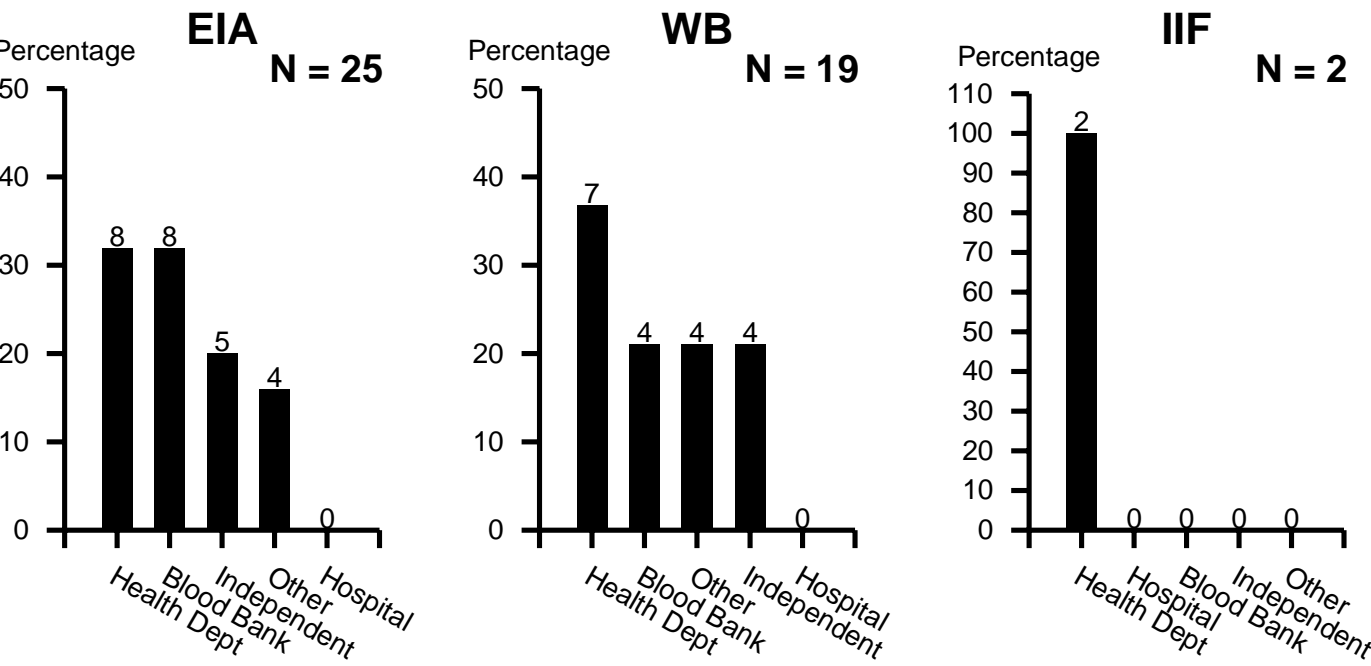 EIA
Percentage
N = 25
50
40
30
20
10
0
8
8
5
4
0
Health Dept
Blood Bank
Independent
Other
Hospital
WB
Percentage
N = 19
50
40
30
20
10
0
7
4
4
4
0
Health Dept
Blood Bank
Other
Independent
Hospital
IIF
Percentage
N = 2
110
100
90
80
70
60
50
40
30
20
10
0
2
0
0
0
0
Health Dept
Hospital
Blood Bank
Independent
Other